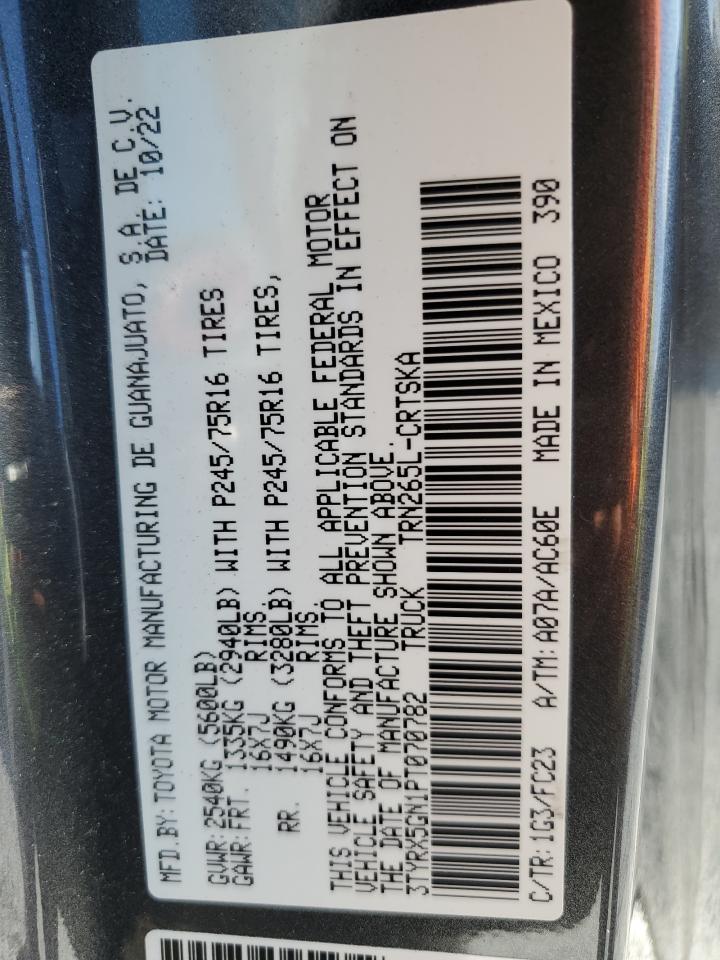 MFD.BY: TOYOTA MOTOR MANUFACTURING DE GUANAJUATO, S.A. DE C.V.
DATE: 10/22
GVWR: 2540KG (5600LB)
GAWR: FRT. 1335KG (2940LB) WITH P245/75R16 TIRES
16X7J RIMS.
RR. 1490KG (3280LB) WITH P245/75R16 TIRES,
16X7J RIMS.
THIS VEHICLE CONFORMS TO ALL APPLICABLE FEDERAL MOTOR
VEHICLE SAFETY AND THEFT PREVENTION STANDARDS IN EFFECT ON
THE DATE OF MANUFACTURE SHOWN ABOVE.
3TYRX5GN1PT070782 TRUCK TRN265L-CRTSKA
C/TR: 1G3/FC23 A/TM: A07A/AC60E MADE IN MEXICO 390